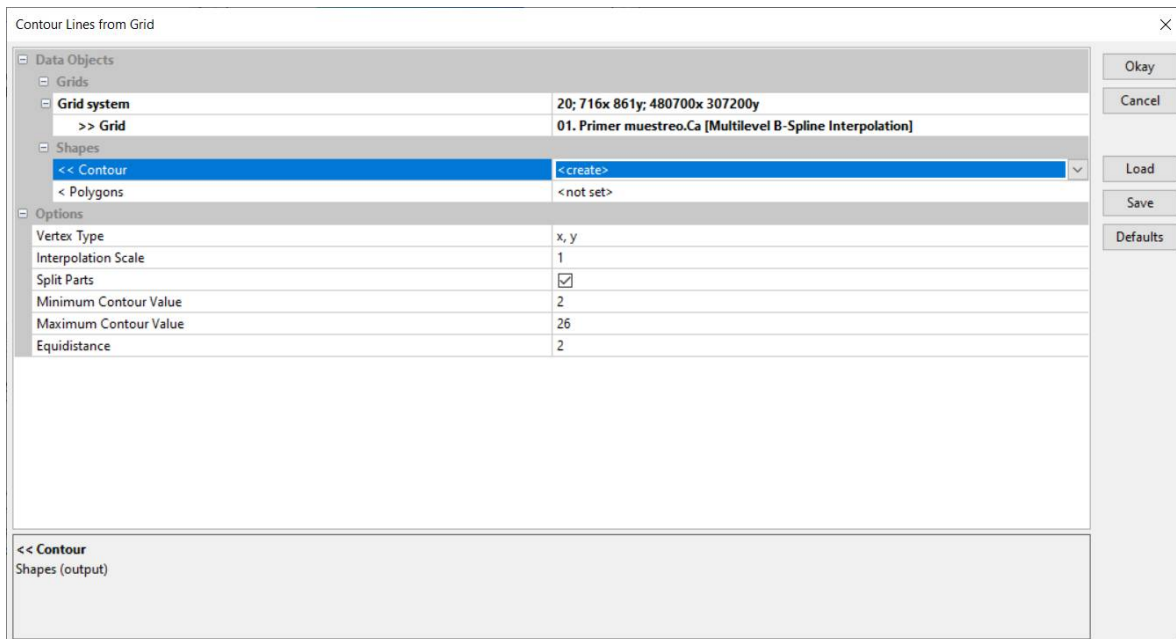 Contour Lines from Grid
Data Objects
Grids
Grid system 20; 716x 861y; 480700x 307200y
>> Grid 01. Primer muestreo.Ca [Multilevel B-Spline Interpolation]
Shapes
<< Contour <create>
< Polygons <not set>
Options
Vertex Type x, y
Interpolation Scale 1
Split Parts
Minimum Contour Value 2
Maximum Contour Value 26
Equidistance 2
Okay
Cancel
Load
Save
Defaults
<< Contour
Shapes (output)